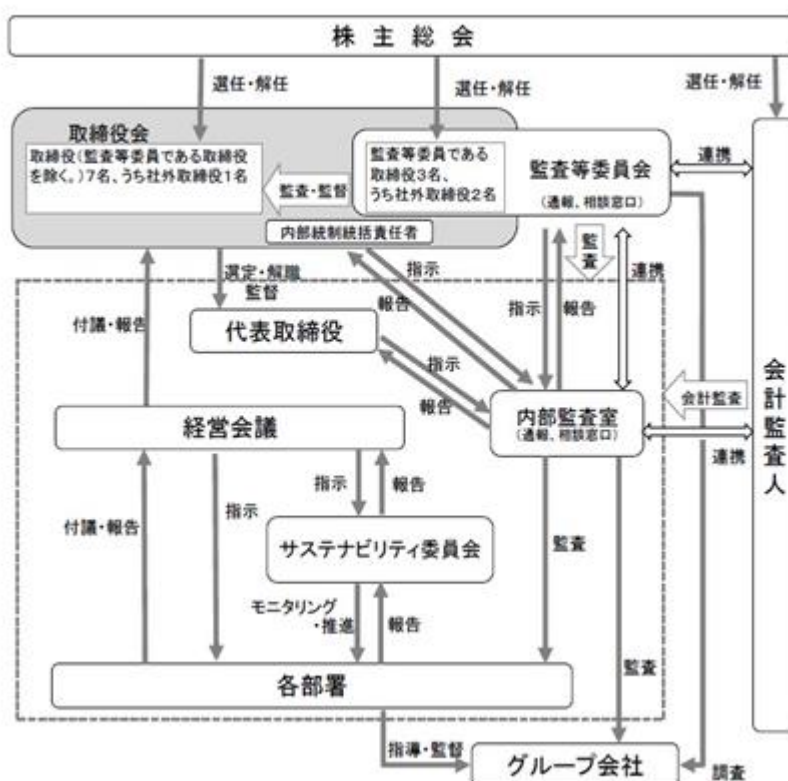 株主総会
選任・解任
選任・解任
選任・解任
取締役会
取締役(監査等委員である取締役
を除く。)7名、うち社外取締役1名
監査・監督
監査等委員である
取締役3名、
うち社外取締役2名
監査等委員会
(通報、相談窓口)
連携
内部統制統括責任者
選定・解職
監督
指示
報告
指示
報告
監査
連携
付議・報告
代表取締役
指示
報告
内部監査室
(通報、相談窓口)
会計監査
連携
会計監査人
経営会議
指示
指示
報告
付議・報告
サステナビリティ委員会
監査
モニタリング
・推進
報告
各部署
監査
指導・監督
グループ会社
調査